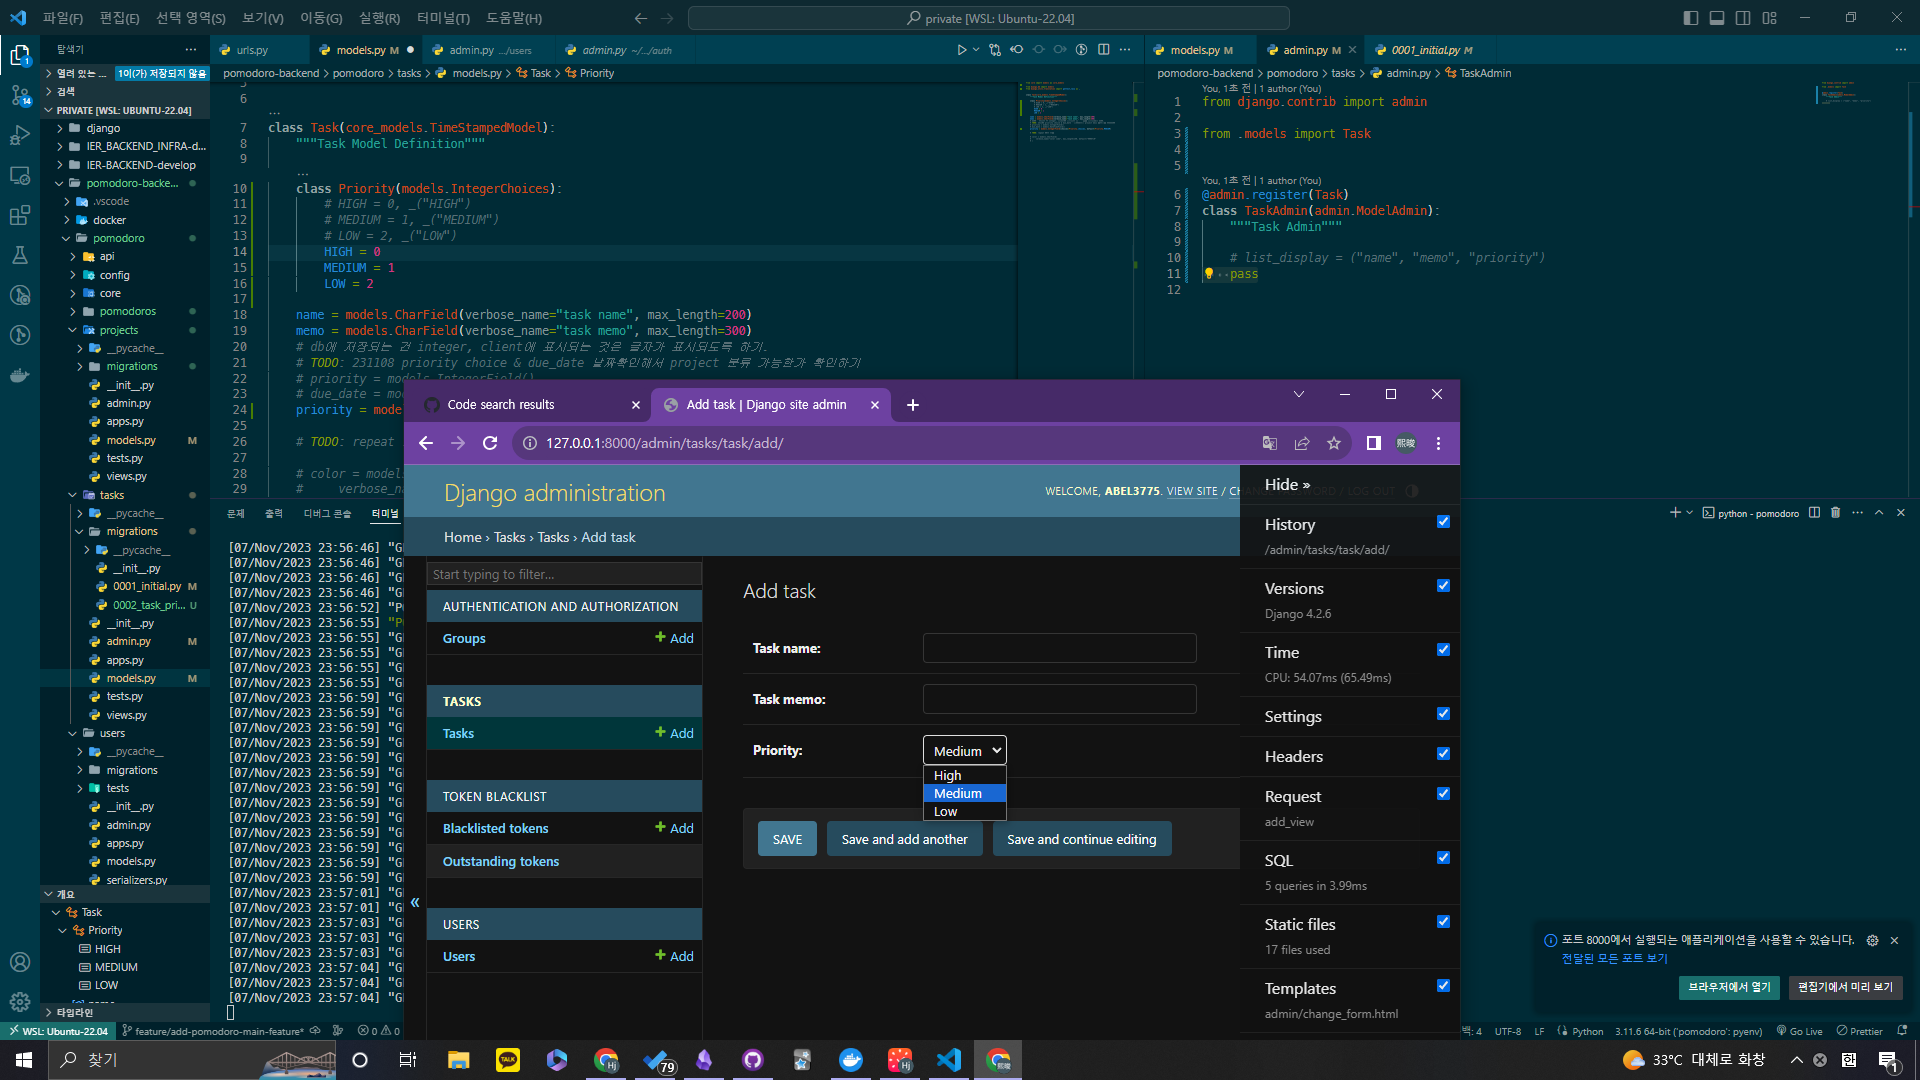 파일(F) 편집(E) 선택 영역(S) 보기(V) 이동(G) 실행(R) 터미널(T) 도움말(H)
private [WSL: Ubuntu-22.04]
탐색기
열려 있는 ... 1이(가) 저장되지 않음
검색
PRIVATE [WSL: UBUNTU-22.04]
django
IER_BACKEND_INFRA-d...
IER-BACKEND-develop
pomodoro-backe...
.vscode
docker
pomodoro
api
config
core
pomodoros
projects
__pycache__
migrations
__init__.py
admin.py
apps.py
models.py M
tests.py
views.py
tasks
__pycache__
migrations
__pycache__
__init__.py
0001_initial.py M
0002_task_pri... U
__init__.py
admin.py M
apps.py
models.py M
tests.py
views.py
users
__pycache__
migrations
tests
__init__.py
admin.py
apps.py
models.py
serializers.py
개요
Task
Priority
HIGH
MEDIUM
LOW
타임라인
urls.py models.py M admin.py .../users admin.py ~/.../auth
pomodoro-backend > pomodoro > tasks > models.py > Task > Priority
6
...
7 class Task(core_models.TimeStampedModel):
8 """Task Model Definition"""
9
...
10 class Priority(models.IntegerChoices):
11 # HIGH = 0, _("HIGH")
12 # MEDIUM = 1, _("MEDIUM")
13 # LOW = 2, _("LOW")
14 HIGH = 0
15 MEDIUM = 1
16 LOW = 2
17
18 name = models.CharField(verbose_name="task name", max_length=200)
19 memo = models.CharField(verbose_name="task memo", max_length=300)
20 # db에 저장되는 건 integer, client에 표시되는 것은 글자가 표시되도록 하기.
21 # TODO: 231108 priority choice & due_date 날짜확인해서 project 분류 가능한가 확인하기
22 # priority = models.IntegerField()
23 # due_date = mo
24 priority = mode
25
26 # TODO: repeat
27
28 # color = model
29 # verbose_na
models.py M admin.py M 0001_initial.py M
pomodoro-backend > pomodoro > tasks > admin.py > TaskAdmin
You, 1초 전 | 1 author (You)
1 from django.contrib import admin
2
3 from .models import Task
4
5
You, 1초 전 | 1 author (You)
6 @admin.register(Task)
7 class TaskAdmin(admin.ModelAdmin):
8 """Task Admin"""
9
10 # list_display = ("name", "memo", "priority")
11 pass
12
문제 출력 디버그 콘솔 터미널
python - pomodoro
[07/Nov/2023 23:56:46] "G
[07/Nov/2023 23:56:46] "G
[07/Nov/2023 23:56:46] "G
[07/Nov/2023 23:56:46] "G
[07/Nov/2023 23:56:52] "P
[07/Nov/2023 23:56:55] "P
[07/Nov/2023 23:56:55] "G
[07/Nov/2023 23:56:55] "G
[07/Nov/2023 23:56:55] "G
[07/Nov/2023 23:56:55] "G
[07/Nov/2023 23:56:59] "G
[07/Nov/2023 23:56:59] "G
[07/Nov/2023 23:56:59] "G
[07/Nov/2023 23:56:59] "G
[07/Nov/2023 23:56:59] "G
[07/Nov/2023 23:56:59] "G
[07/Nov/2023 23:56:59] "G
[07/Nov/2023 23:56:59] "G
[07/Nov/2023 23:56:59] "G
[07/Nov/2023 23:56:59] "G
[07/Nov/2023 23:56:59] "G
[07/Nov/2023 23:56:59] "G
[07/Nov/2023 23:56:59] "G
[07/Nov/2023 23:57:01] "G
[07/Nov/2023 23:57:01] "G
[07/Nov/2023 23:57:03] "G
[07/Nov/2023 23:57:03] "G
[07/Nov/2023 23:57:03] "G
[07/Nov/2023 23:57:04] "G
[07/Nov/2023 23:57:04] "G
[07/Nov/2023 23:57:04] "G
Code search results Add task | Django site admin
127.0.0.1:8000/admin/tasks/task/add/
熙畯
Django administration
WELCOME, ABEL3775. VIEW SITE / CHANGE PASSWORD / LOG OUT
Home › Tasks › Tasks › Add task
Start typing to filter...
AUTHENTICATION AND AUTHORIZATION
Groups + Add
TASKS
Tasks + Add
TOKEN BLACKLIST
Blacklisted tokens + Add
Outstanding tokens
USERS
Users + Add
«
Add task
Task name:
Task memo:
Priority: Medium
High
Medium
Low
SAVE Save and add another Save and continue editing
Hide »
History
/admin/tasks/task/add/
Versions
Django 4.2.6
Time
CPU: 54.07ms (65.49ms)
Settings
Headers
Request
add_view
SQL
5 queries in 3.99ms
Static files
17 files used
Templates
admin/change_form.html
포트 8000에서 실행되는 애플리케이션을 사용할 수 있습니다.
전달된 모든 포트 보기
브라우저에서 열기 편집기에서 미리 보기
WSL: Ubuntu-22.04 feature/add-pomodoro-main-feature* 0 0
백: 4 UTF-8 LF Python 3.11.6 64-bit ('pomodoro': pyenv) Go Live Prettier
찾기
TALK
Hj
79
Hj
熙畯
33°C 대체로 화창
1